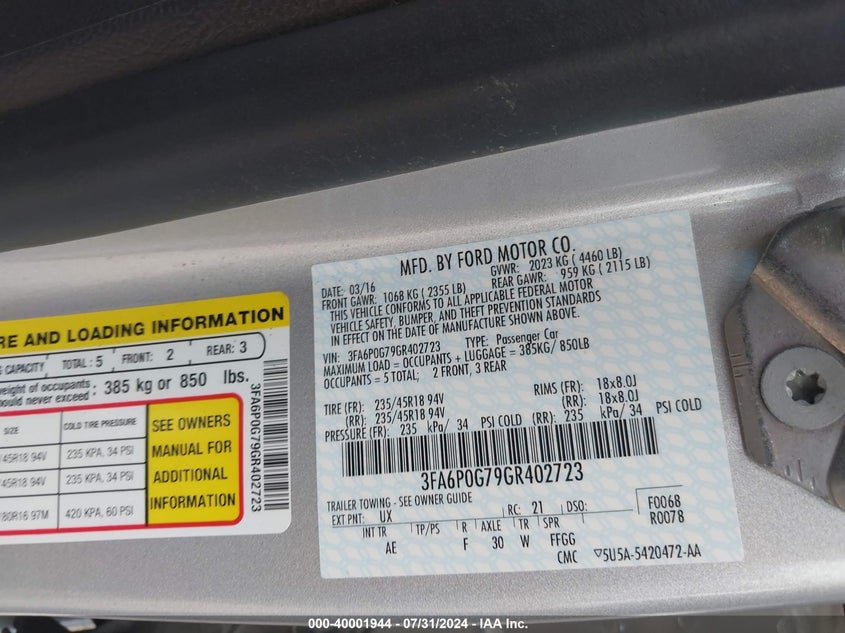 RE AND LOADING INFORMATION
CAPACITY TOTAL : 5 FRONT: 2 REAR: 3
weight of occupants
should never exceed 385 kg or 850 lbs.
SIZE COLD TIRE PRESSURE
/45R18 94V 235 KPA, 34 PSI
/45R18 94V 235 KPA, 34 PSI
/80R16 97M 420 KPA, 60 PSI
SEE OWNERS
MANUAL FOR
ADDITIONAL
INFORMATION
3FA6P0G79GR402723
MFD. BY FORD MOTOR CO.
DATE: 03/16 GVWR: 2023 KG ( 4460 LB)
FRONT GAWR: 1068 KG ( 2355 LB) REAR GAWR: 959 KG ( 2115 LB)
THIS VEHICLE CONFORMS TO ALL APPLICABLE FEDERAL MOTOR
VEHICLE SAFETY, BUMPER, AND THEFT PREVENTION STANDARDS
IN EFFECT ON THE DATE OF MANUFACTURE SHOWN ABOVE.
VIN: 3FA6P0G79GR402723 TYPE: Passenger Car
MAXIMUM LOAD = OCCUPANTS + LUGGAGE = 385KG/ 850LB
OCCUPANTS = 5 TOTAL; 2 FRONT, 3 REAR
TIRE (FR): 235/45R18 94V RIMS (FR): 18x8.0J
(RR): 235/45R18 94V (RR): 18x8.0J
PRESSURE (FR): 235 kPa/ 34 PSI COLD (RR): 235 kPa/ 34 PSI COLD
3FA6P0G79GR402723
TRAILER TOWING - SEE OWNER GUIDE
EXT PNT: UX RC: 21 DSO: F0068
R0078
INT TR TP/PS R AXLE TR SPR
AE F 30 W FFGG
CMC ▽5U5A-5420472-AA
000-40001944 - 07/31/2024 - IAA Inc.